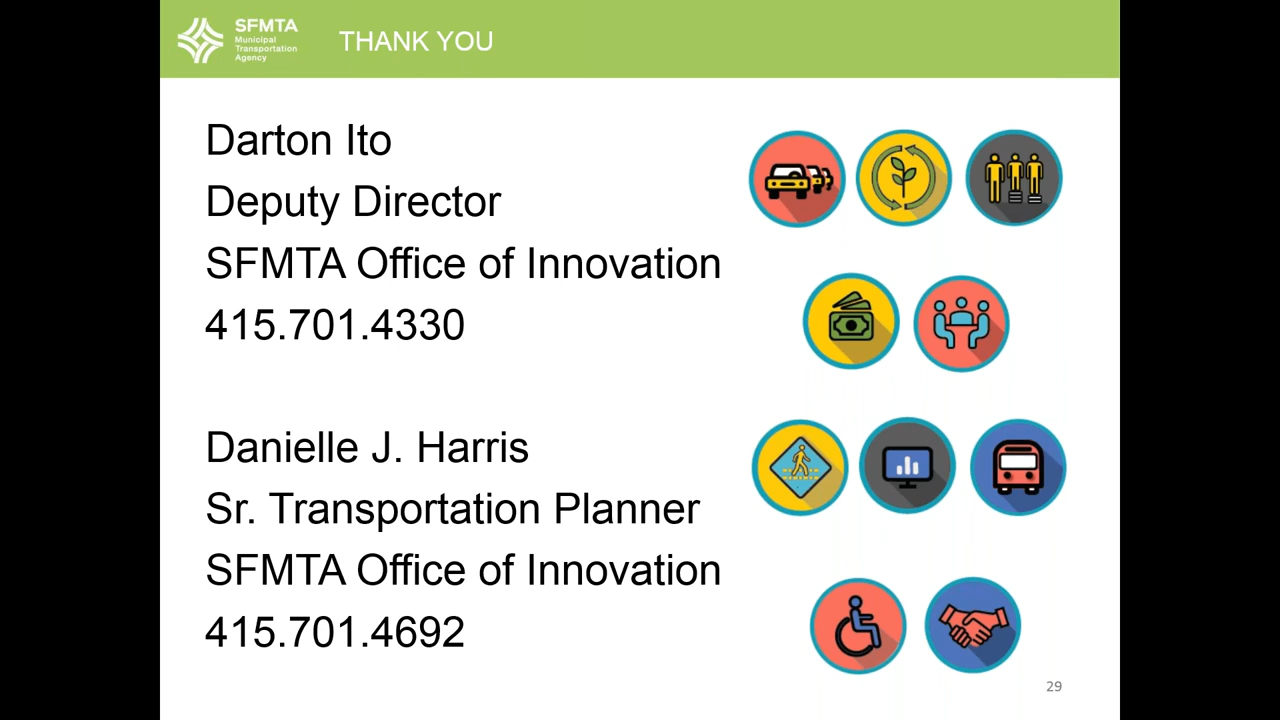 SFMTA
Municipal
Transportation
Agency
THANK YOU
Darton Ito
Deputy Director
SFMTA Office of Innovation
415.701.4330
Danielle J. Harris
Sr. Transportation Planner
SFMTA Office of Innovation
415.701.4692
29